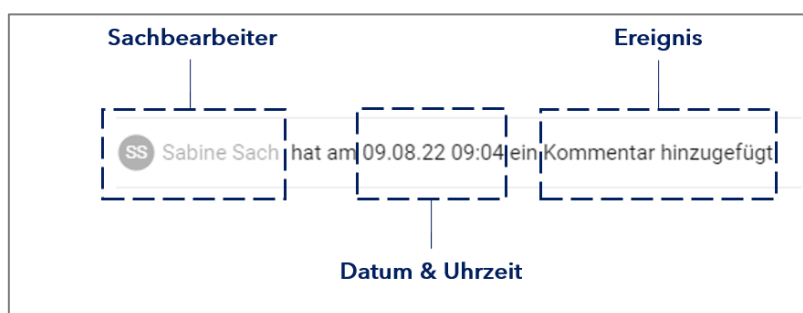 Sachbearbeiter Ereignis
SS Sabine Sach hat am 09.08.22 09:04 ein Kommentar hinzugefügt
Datum & Uhrzeit